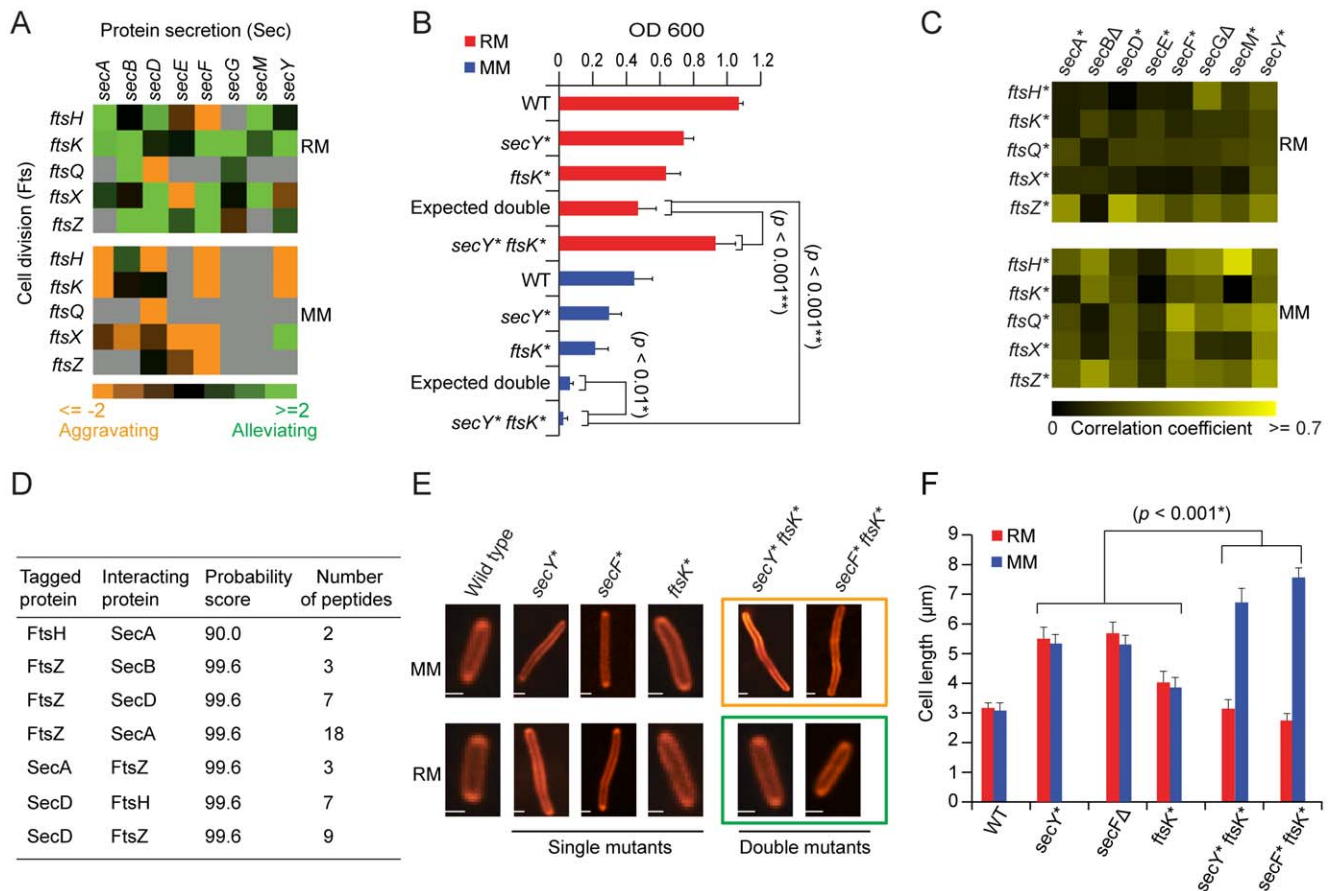 A
Protein secretion (Sec)
secA
secB
secD
secE
secF
secG
secM
secY
Cell division (Fts)
ftsH
ftsK
ftsQ
ftsX
ftsZ
RM
ftsH
ftsK
ftsQ
ftsX
ftsZ
MM
<= -2
>=2
Aggravating
Alleviating
B
OD 600
RM
MM
0.0 0.2 0.4 0.6 0.8 1.0 1.2
WT
secY*
ftsK*
Expected double
secY* ftsK*
WT
secY*
ftsK*
Expected double
secY* ftsK*
(p < 0.01*)
(p < 0.001**)
(p < 0.001**)
C
secA*
secBΔ
secD*
secE*
secF*
secGΔ
secM*
secY*
ftsH*
ftsK*
ftsQ*
ftsX*
ftsZ*
RM
ftsH*
ftsK*
ftsQ*
ftsX*
ftsZ*
MM
0 Correlation coefficient >= 0.7
D
Tagged Interacting Probability Number
protein protein score of peptides
FtsH SecA 90.0 2
FtsZ SecB 99.6 3
FtsZ SecD 99.6 7
FtsZ SecA 99.6 18
SecA FtsZ 99.6 3
SecD FtsH 99.6 7
SecD FtsZ 99.6 9
E
Wild type
secY*
secF*
ftsK*
secY* ftsK*
secF* ftsK*
MM
RM
Single mutants
Double mutants
F
(p < 0.001*)
RM
MM
Cell length (µm)
9
8
7
6
5
4
3
2
1
0
WT
secY*
secFΔ
ftsK*
secY* ftsK*
secF* ftsK*